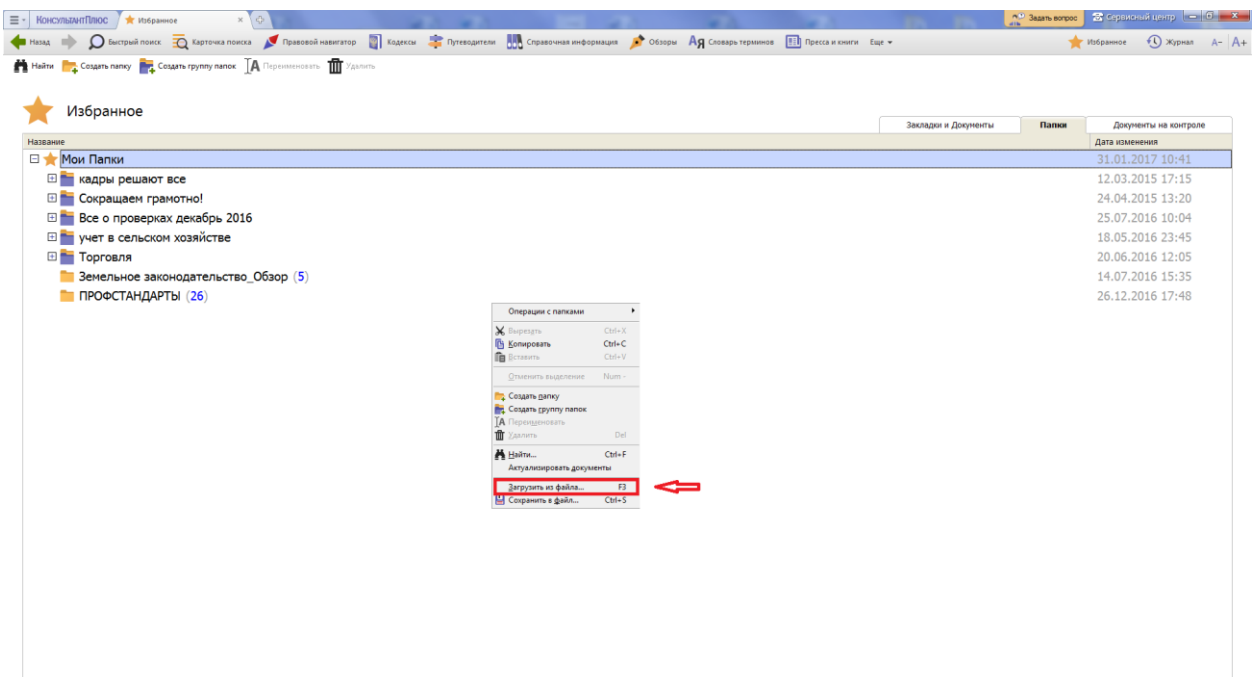 КонсультантПлюс Избранное × Задать вопрос Сервисный центр
Назад Быстрый поиск Карточка поиска Правовой навигатор Кодексы Путеводители Справочная информация Обзоры Словарь терминов Пресса и книги Еще Избранное Журнал A- A+
Найти Создать папку Создать группу папок Переименовать Удалить
Избранное
Закладки и Документы Папки Документы на контроле
Название Дата изменения
Мои Папки 31.01.2017 10:41
кадры решают все 12.03.2015 17:15
Сокращаем грамотно! 24.04.2015 13:20
Все о проверках декабрь 2016 25.07.2016 10:04
учет в сельском хозяйстве 18.05.2016 23:45
Торговля 20.06.2016 12:05
Земельное законодательство_Обзор (5) 14.07.2016 15:35
ПРОФСТАНДАРТЫ (26) 26.12.2016 17:48
Операции с папками
Вырезать Ctrl+X
Копировать Ctrl+C
Вставить Ctrl+V
Отменить выделение Num -
Создать папку
Создать группу папок
Переименовать
Удалить Del
Найти... Ctrl+F
Актуализировать документы
Загрузить из файла... F3
Сохранить в файл... Ctrl+S